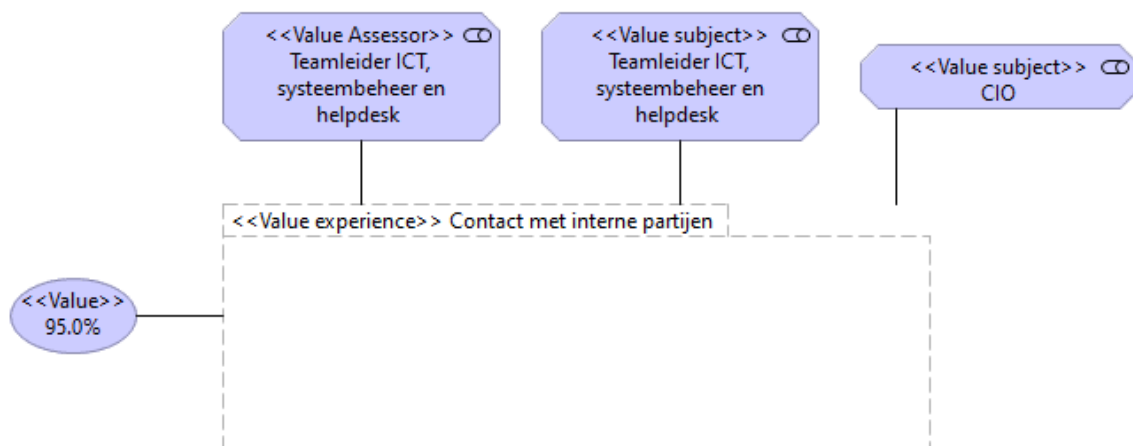 <<Value Assessor>>
Teamleider ICT,
systeembeheer en
helpdesk
<<Value subject>>
Teamleider ICT,
systeembeheer en
helpdesk
<<Value subject>>
CIO
<<Value experience>> Contact met interne partijen
<<Value>>
95.0%